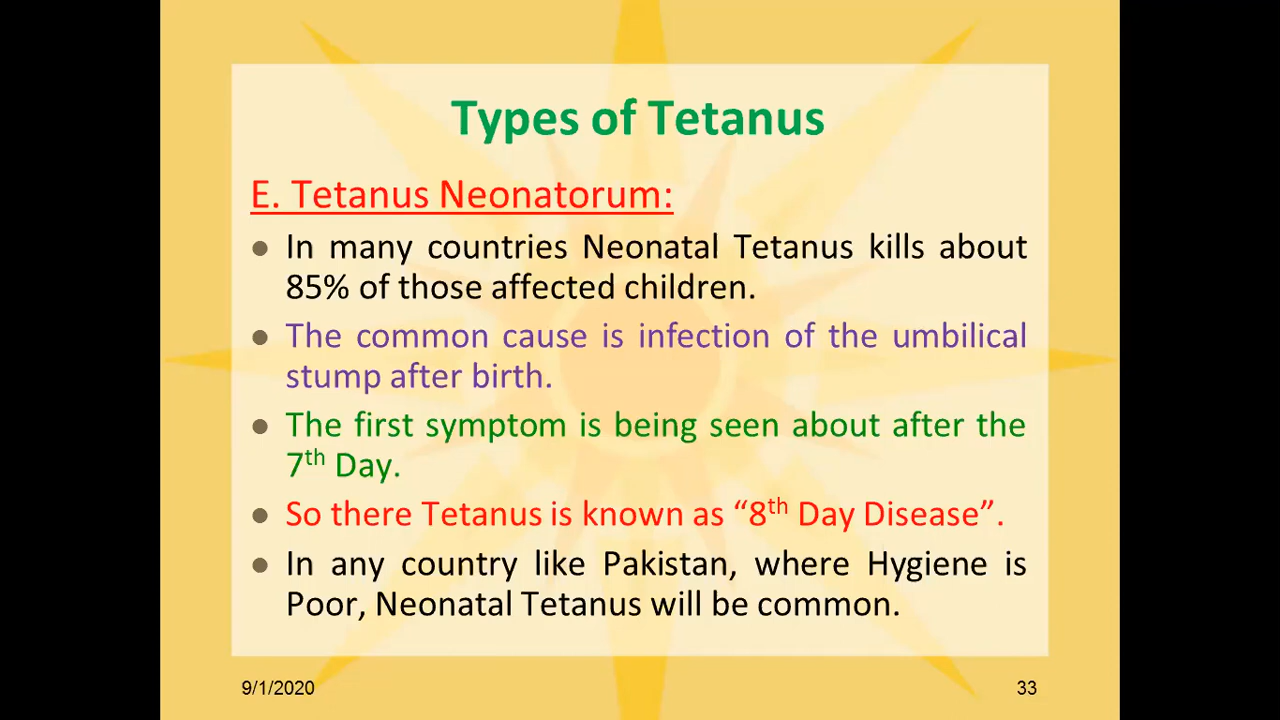 Types of Tetanus
E. Tetanus Neonatorum:
● In many countries Neonatal Tetanus kills about
85% of those affected children.
● The common cause is infection of the umbilical
stump after birth.
● The first symptom is being seen about after the
7th Day.
● So there Tetanus is known as “8th Day Disease”.
● In any country like Pakistan, where Hygiene is
Poor, Neonatal Tetanus will be common.
9/1/2020 33